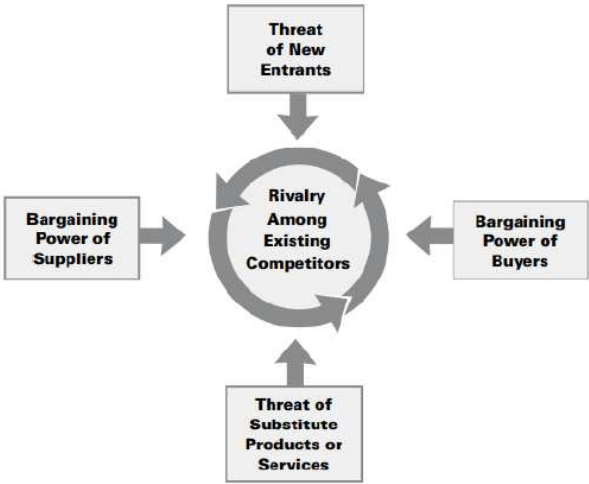 Threat
of New
Entrants
Bargaining
Power of
Suppliers
Rivalry
Among
Existing
Competitors
Bargaining
Power of
Buyers
Threat of
Substitute
Products or
Services